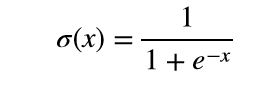 σ(x) = 1 / (1 + e⁻ˣ)